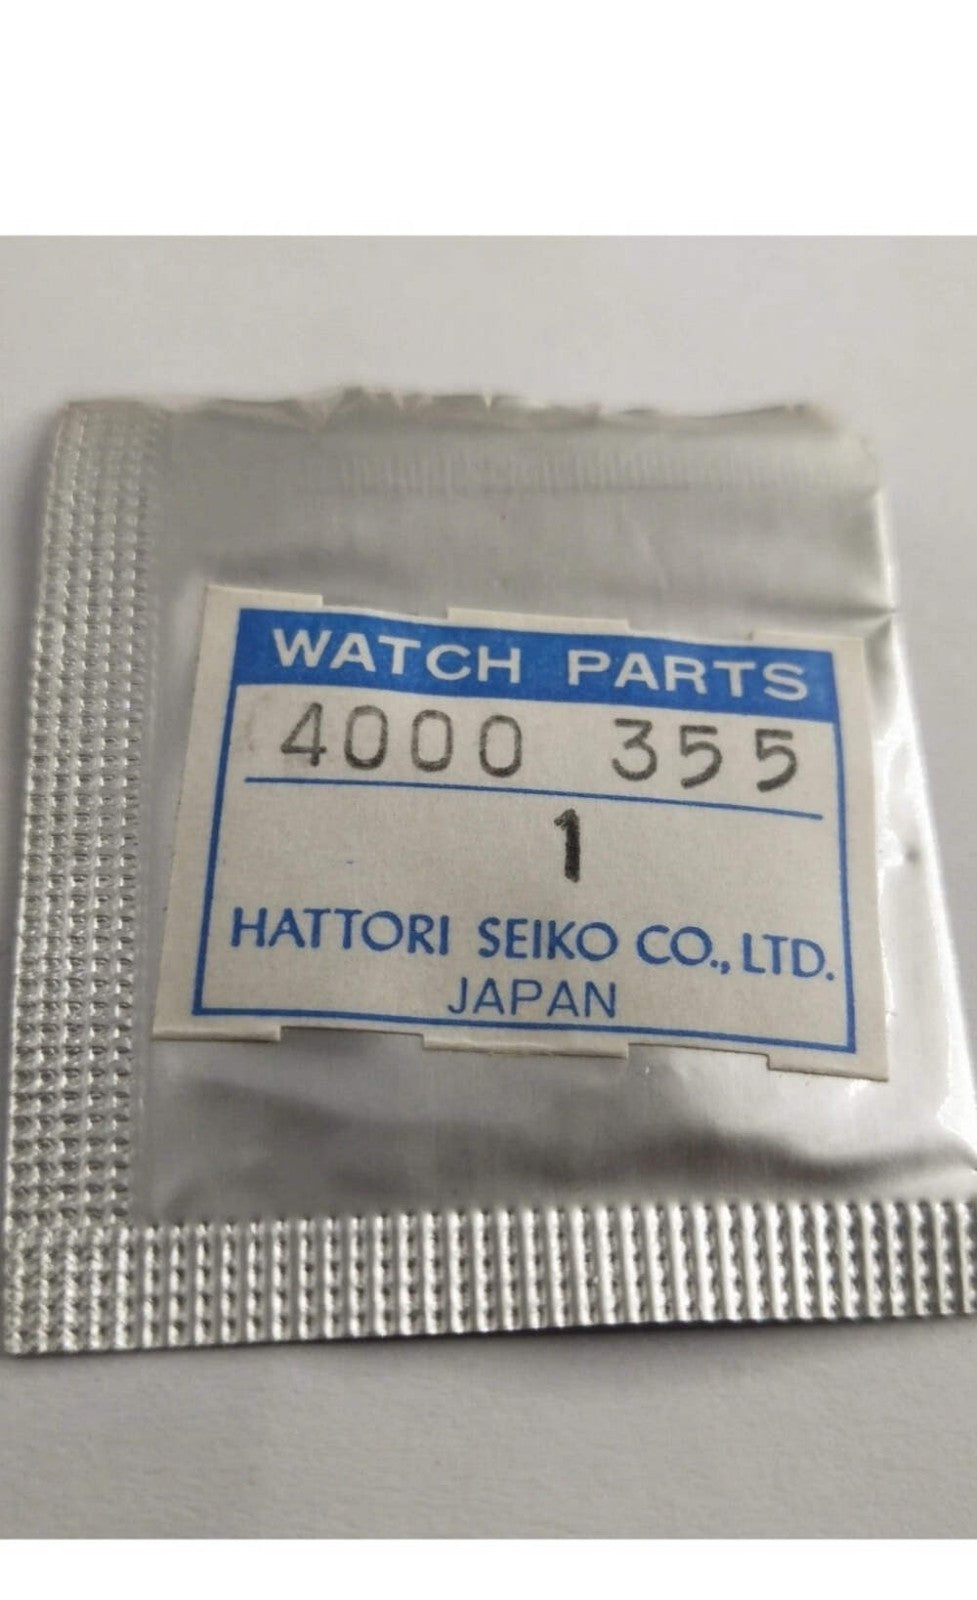 WATCH PARTS
4000 355
1
HATTORI SEIKO CO., LTD.
JAPAN